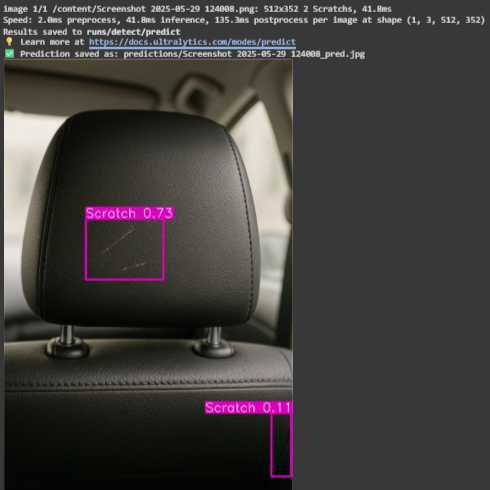 image 1/1 /content/Screenshot 2025-05-29 124008.png: 512x352 2 Scratchs, 41.8ms
Speed: 2.0ms preprocess, 41.8ms inference, 135.3ms postprocess per image at shape (1, 3, 512, 352)
Results saved to runs/detect/predict
💡 Learn more at https://docs.ultralytics.com/modes/predict
✅ Prediction saved as: predictions/Screenshot 2025-05-29 124008_pred.jpg
Scratch 0.73
Scratch 0.11